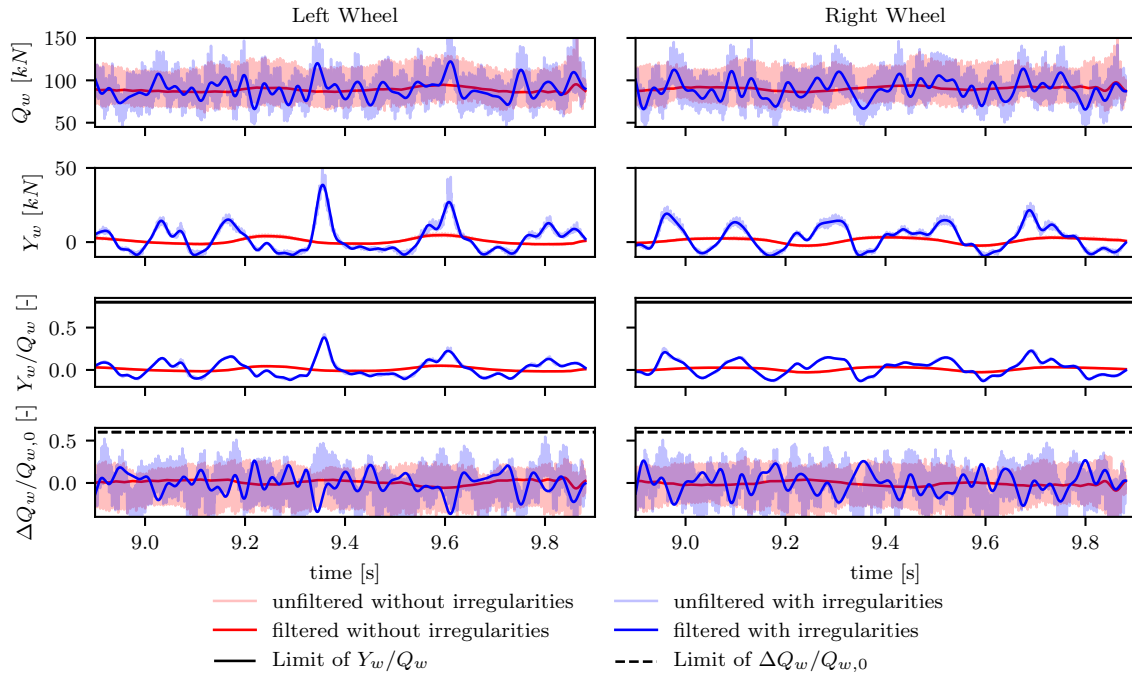 Left Wheel
Right Wheel
Q_w [kN]
150
100
50
Y_w [kN]
50
0
Y_w/Q_w [-]
0.5
0.0
ΔQ_w/Q_{w,0} [-]
0.5
0.0
9.0 9.2 9.4 9.6 9.8
9.0 9.2 9.4 9.6 9.8
time [s]
time [s]
unfiltered without irregularities
unfiltered with irregularities
filtered without irregularities
filtered with irregularities
Limit of Y_w/Q_w
Limit of ΔQ_w/Q_{w,0}